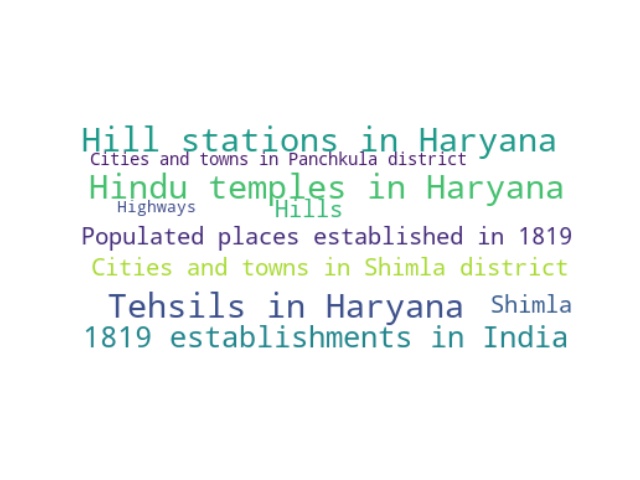 Hill stations in Haryana
Cities and towns in Panchkula district
Hindu temples in Haryana
Highways
Hills
Populated places established in 1819
Cities and towns in Shimla district
Tehsils in Haryana
Shimla
1819 establishments in India